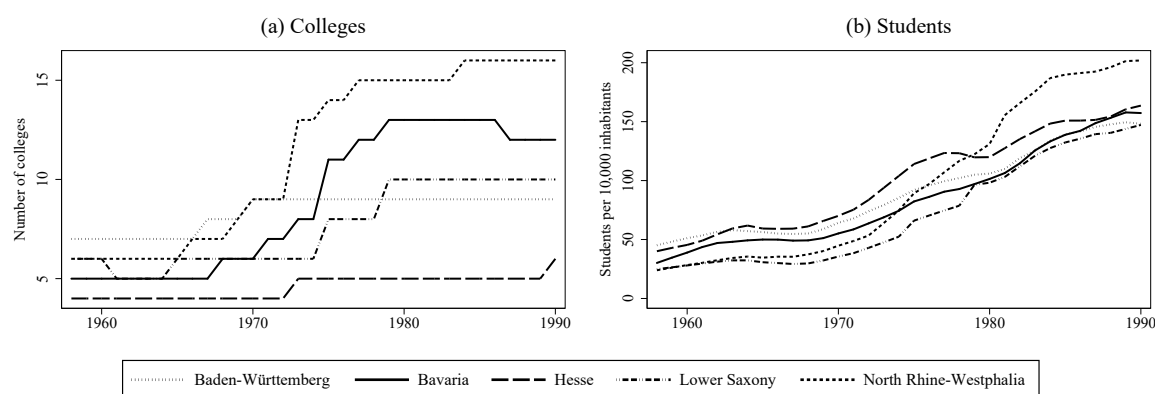 (a) Colleges
Number of colleges
15
10
5
1960 1970 1980 1990
(b) Students
Students per 10,000 inhabitants
200
150
100
50
0
1960 1970 1980 1990
Baden-Württemberg Bavaria Hesse Lower Saxony North Rhine-Westphalia